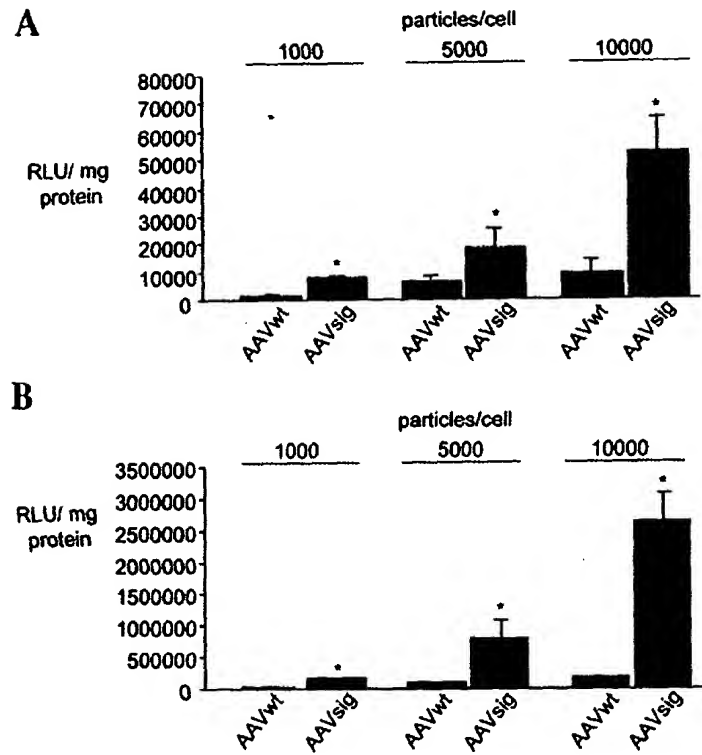 A
particles/cell
1000 5000 10000
80000
70000
60000
50000
40000
30000
20000
10000
0
RLU/ mg
protein
*
*
*
*
AAVwt AAVsig AAVwt AAVsig AAVwt AAVsig
B
particles/cell
1000 5000 10000
3500000
3000000
2500000
2000000
1500000
1000000
500000
0
RLU/ mg
protein
*
*
*
AAVwt AAVsig AAVwt AAVsig AAVwt AAVsig